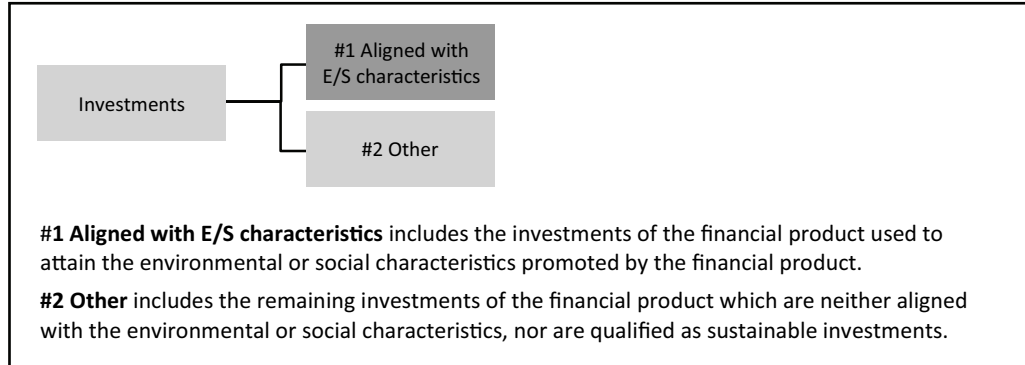 #1 Aligned with
E/S characteristics
Investments
#2 Other
#1 Aligned with E/S characteristics includes the investments of the financial product used to
attain the environmental or social characteristics promoted by the financial product.
#2 Other includes the remaining investments of the financial product which are neither aligned
with the environmental or social characteristics, nor are qualified as sustainable investments.